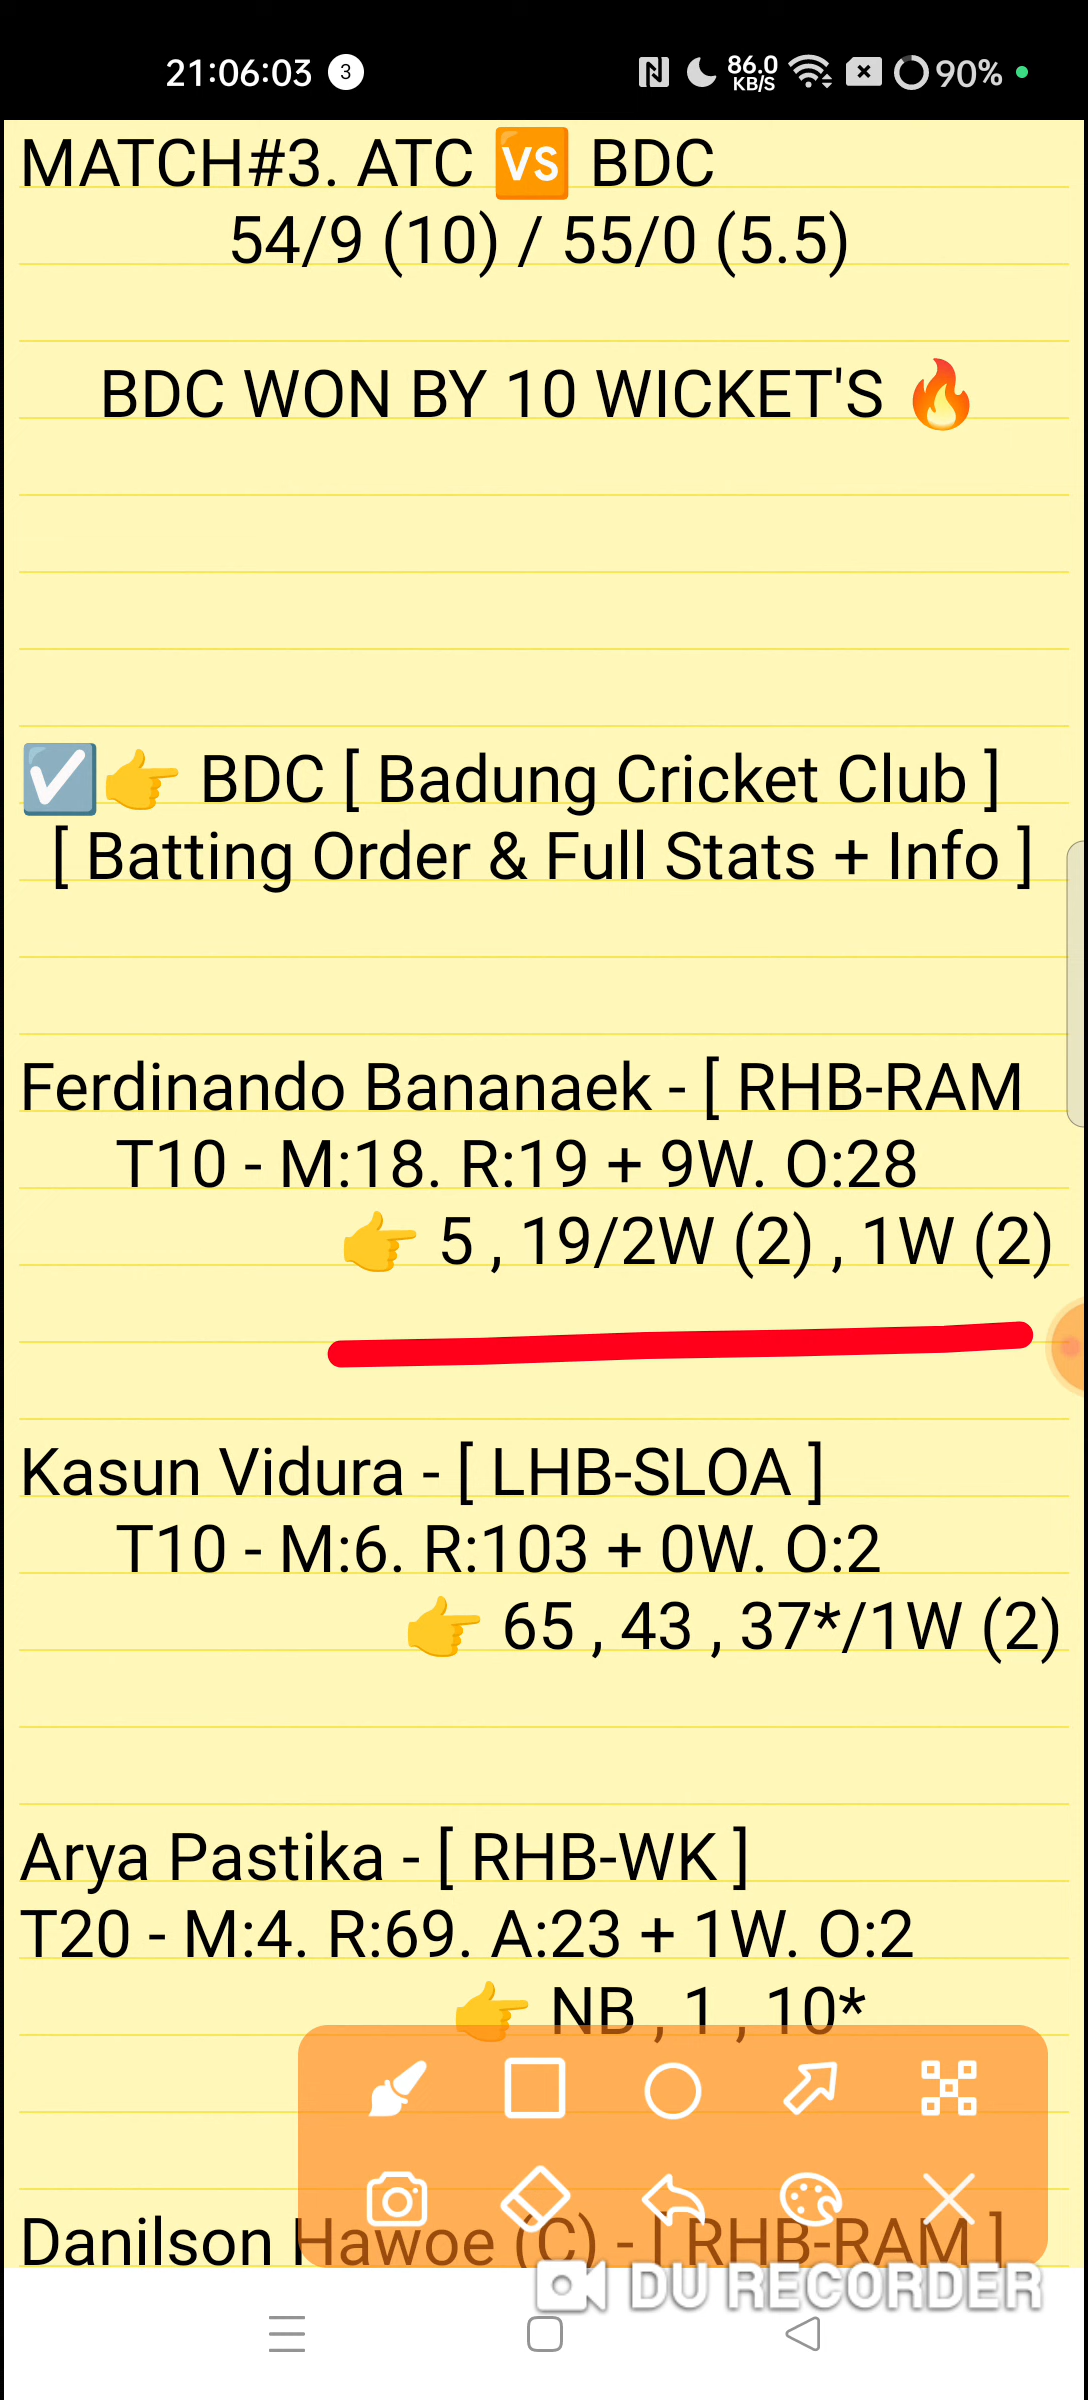 21:06:03 3 86.0 KB/S 90%
MATCH#3. ATC 🆚 BDC
54/9 (10) / 55/0 (5.5)
BDC WON BY 10 WICKET'S 🔥
☑️👉 BDC [ Badung Cricket Club ]
[ Batting Order & Full Stats + Info ]
Ferdinando Bananaek - [ RHB-RAM
T10 - M:18. R:19 + 9W. O:28
👉 5 , 19/2W (2) , 1W (2)
Kasun Vidura - [ LHB-SLOA ]
T10 - M:6. R:103 + 0W. O:2
👉 65 , 43 , 37*/1W (2)
Arya Pastika - [ RHB-WK ]
T20 - M:4. R:69. A:23 + 1W. O:2
👉 NB , 1 , 10*
Danilson Hawoe (C) - [ RHB-RAM ]
DU RECORDER